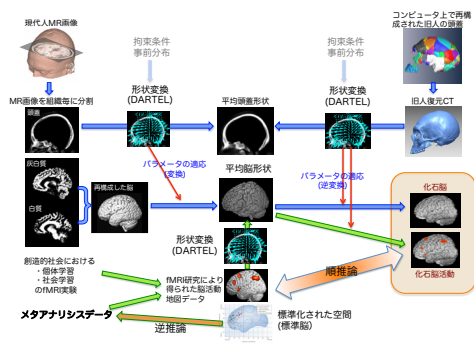 現代人MR画像
コンピュータ上で再構
成された旧人の頭蓋
拘束条件
事前分布
拘束条件
事前分布
形状変換
(DARTEL)
形状変換
(DARTEL)
MR画像を組織毎に分割
頭蓋
平均頭蓋形状
旧人復元CT
灰白質
白質
再構成した脳
パラメータの適応
(変換)
平均脳形状
パラメータの適応
(逆変換)
化石脳
化石脳活動
形状変換
(DARTEL)
創造的社会における
・個体学習
・社会学習
のfMRI実験
fMRI研究により
得られた脳活動
地図データ
順推論
メタアナリシスデータ
逆推論
標準化された空間
(標準脳)